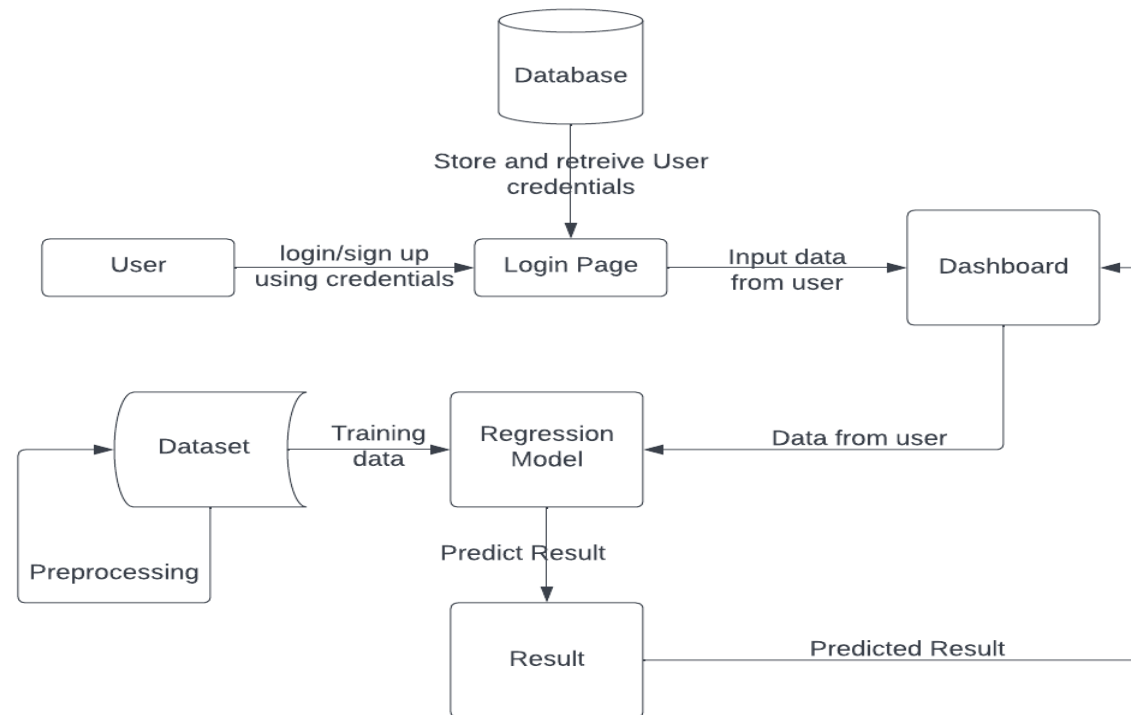 Database
Store and retreive User
credentials
User
login/sign up
using credentials
Login Page
Input data
from user
Dashboard
Dataset
Training
data
Regression
Model
Data from user
Preprocessing
Predict Result
Result
Predicted Result